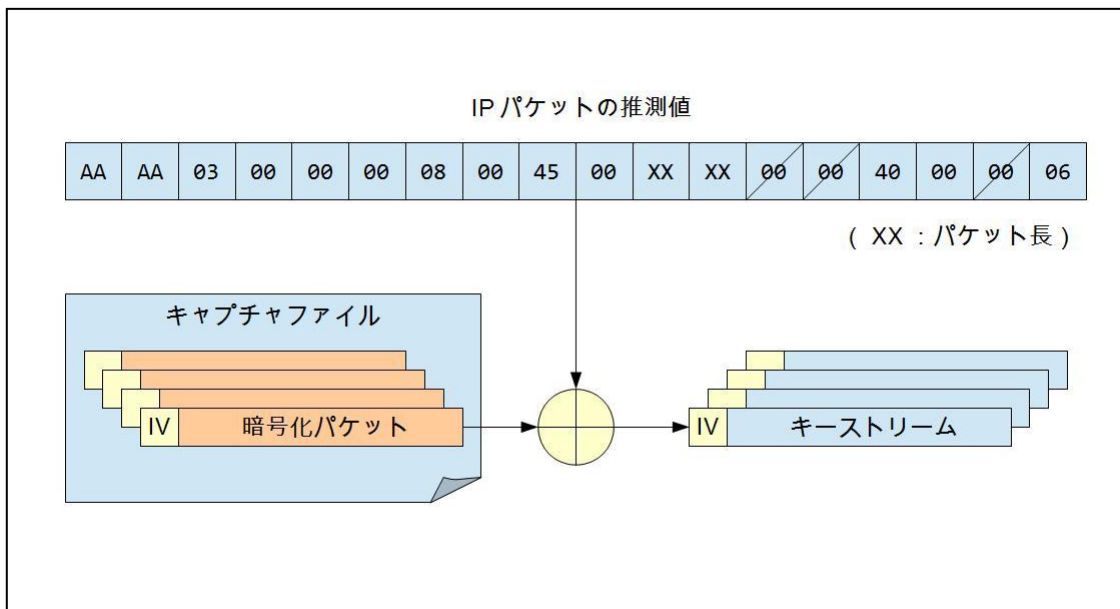 IPパケットの推測値
AA AA 03 00 00 00 08 00 45 00 XX XX 00 00 40 00 00 06
( XX : パケット長 )
キャプチャファイル
IV 暗号化パケット
IV キーストリーム